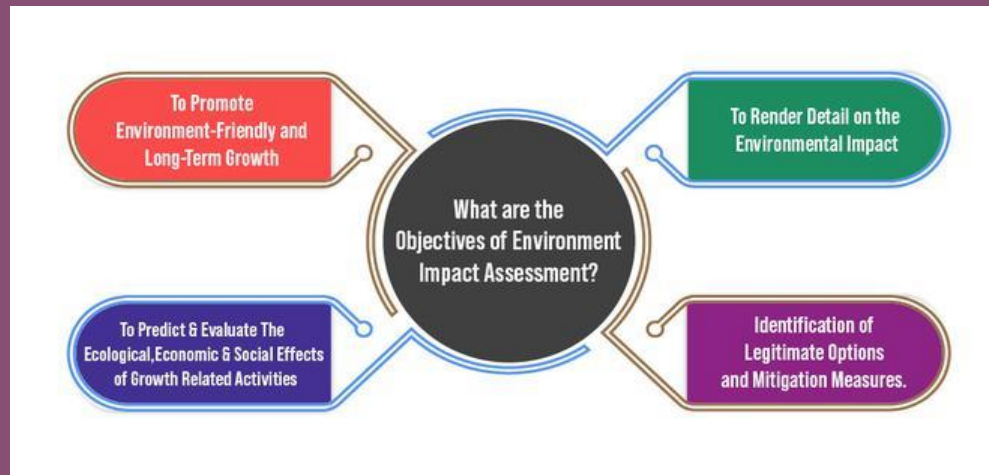 To Promote
Environment-Friendly and
Long-Term Growth
To Render Detail on the
Environmental Impact
What are the
Objectives of Environment
Impact Assessment?
To Predict & Evaluate The
Ecological,Economic & Social Effects
of Growth Related Activities
Identification of
Legitimate Options
and Mitigation Measures.